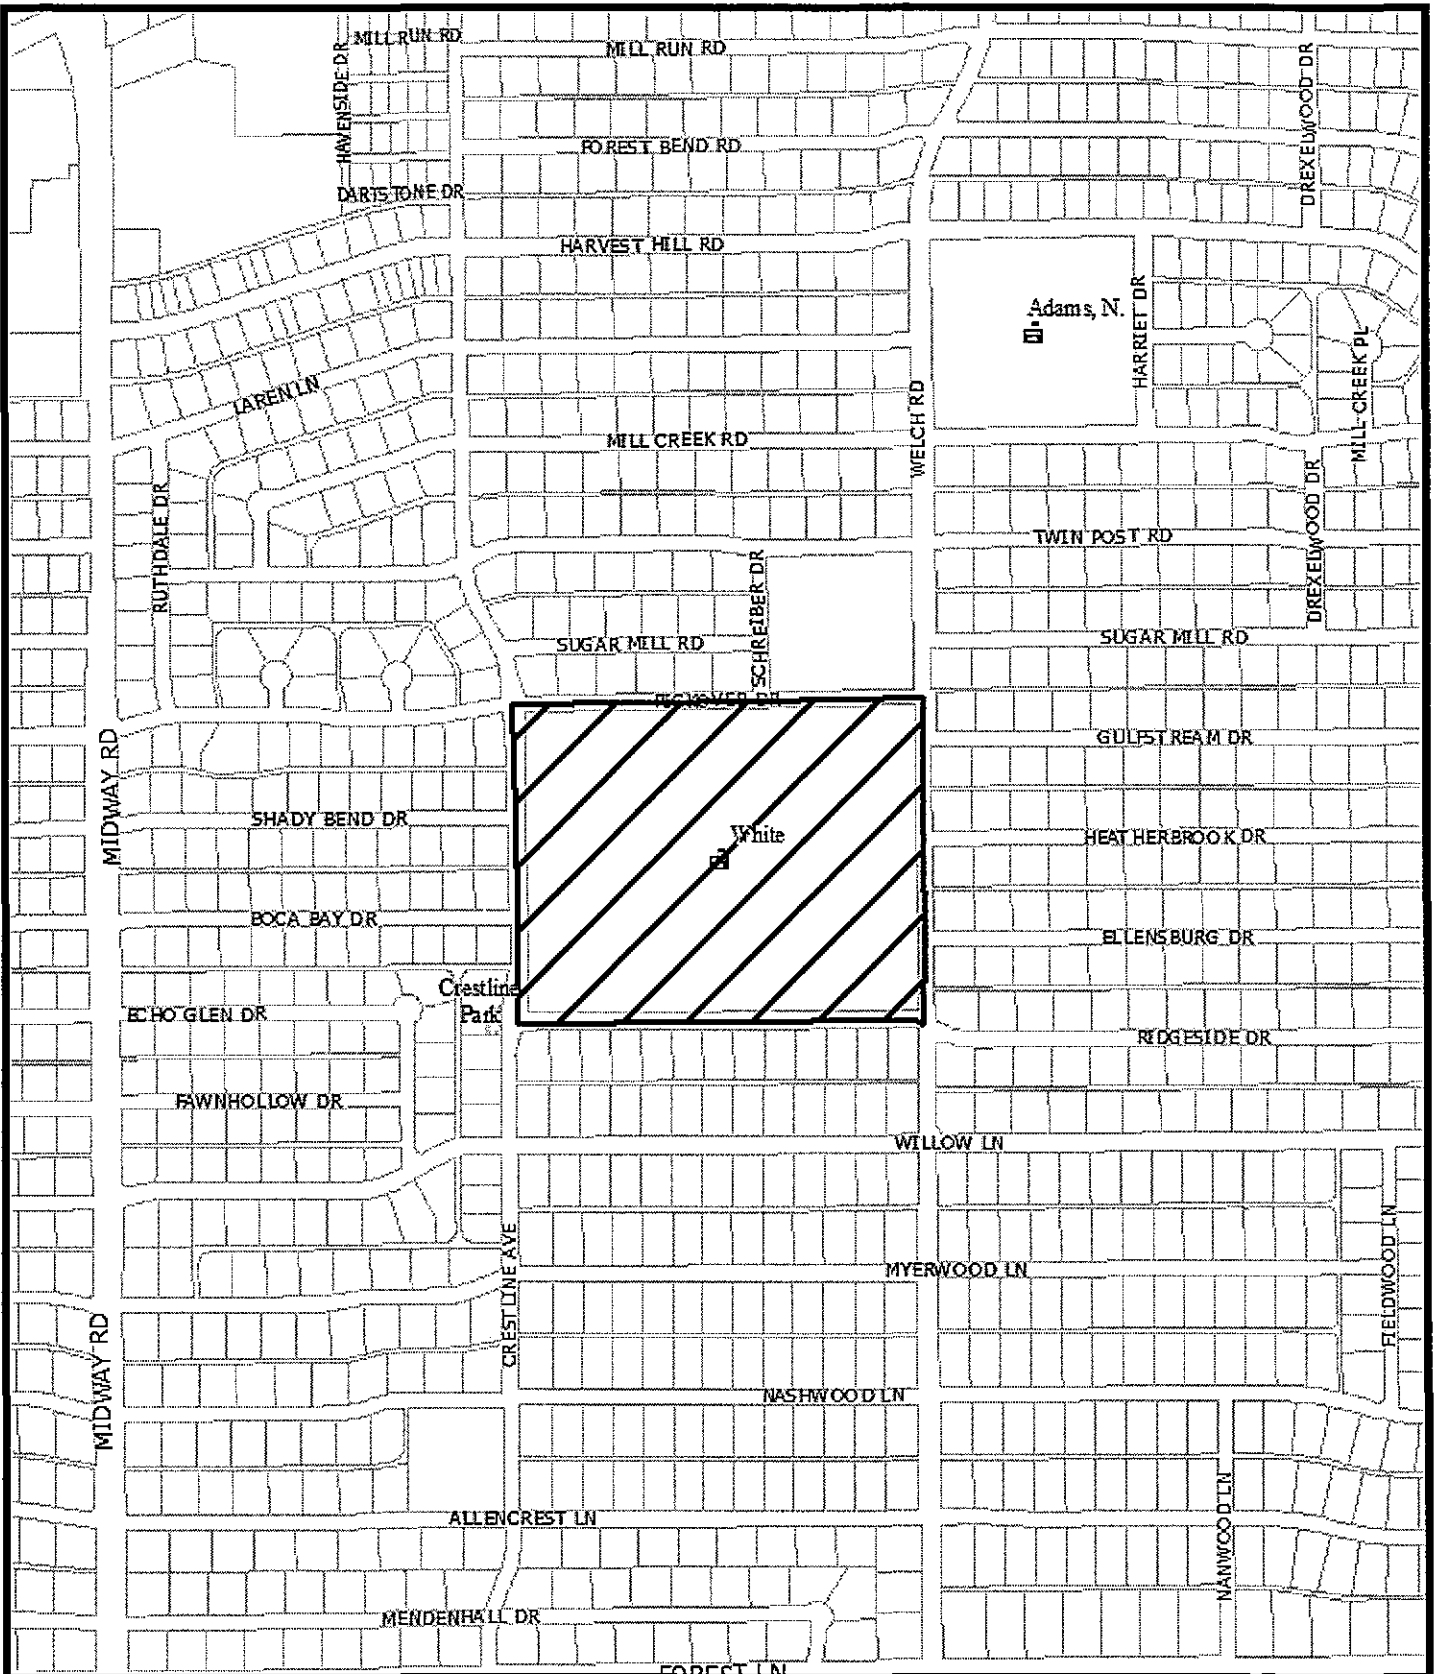 MILL RUN RD
MILL RUN RD
HAVENSIDE DR
DREXELWOOD DR
FOREST BEND RD
DARTSTONE DR
HARVEST HILL RD
Adams, N.
HARRIET DR
MILL CREEK PL
LAREN LN
WELCH RD
MILL CREEK RD
RUTHDALE DR
DREXELWOOD DR
TWIN POST RD
SCHREIBER DR
SUGAR MILL RD
SUGAR MILL RD
MIDWAY RD
GULFSTREAM DR
SHADY BEND DR
White
HEATHERBROOK DR
BOCA BAY DR
ELLENSBURG DR
Crestline
Park
ECHO GLEN DR
RIDGESIDE DR
FAWNHOLLOW DR
WILLOW LN
CRESTLINE AVE
FIELDWOOD LN
MYERWOOD LN
MIDWAY RD
NASHWOOD LN
ALLENCREST LN
NANWOOD LN
MENDENHALL DR
FOREST LN